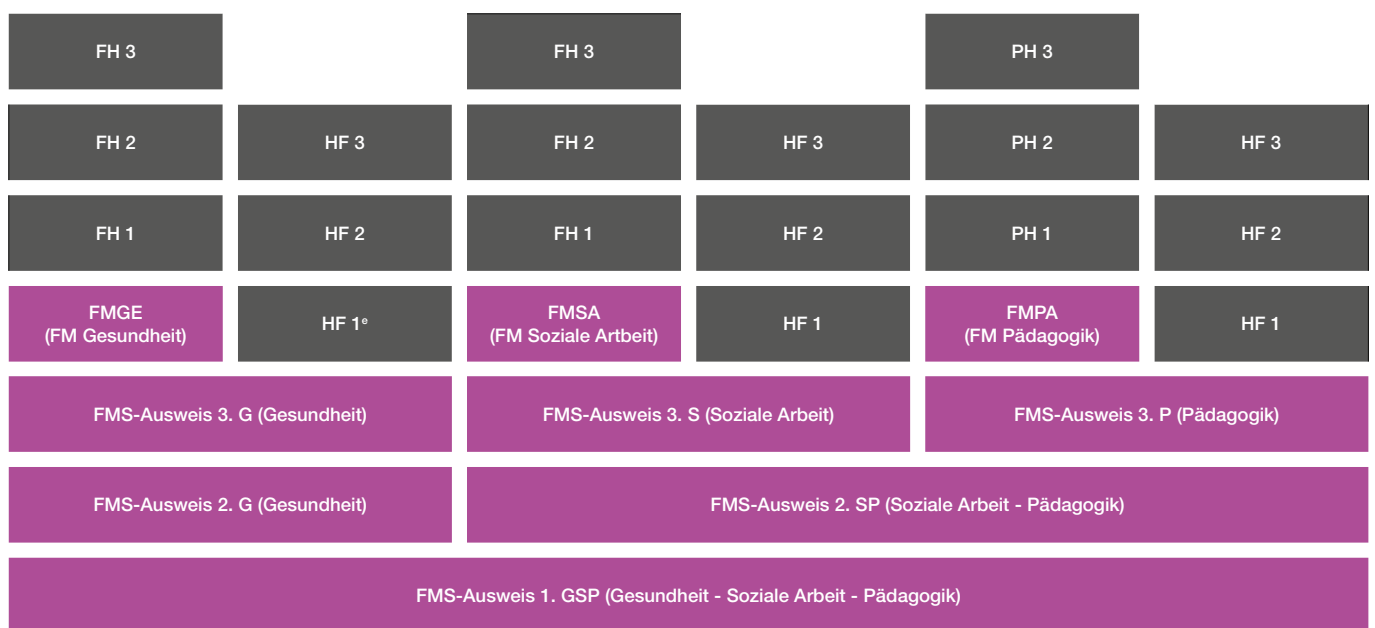 FH 3
FH 3
PH 3
FH 2
HF 3
FH 2
HF 3
PH 2
HF 3
FH 1
HF 2
FH 1
HF 2
PH 1
HF 2
FMGE
(FM Gesundheit)
HF 1ᵉ
FMSA
(FM Soziale Artbeit)
HF 1
FMPA
(FM Pädagogik)
HF 1
FMS-Ausweis 3. G (Gesundheit)
FMS-Ausweis 3. S (Soziale Arbeit)
FMS-Ausweis 3. P (Pädagogik)
FMS-Ausweis 2. G (Gesundheit)
FMS-Ausweis 2. SP (Soziale Arbeit - Pädagogik)
FMS-Ausweis 1. GSP (Gesundheit - Soziale Arbeit - Pädagogik)